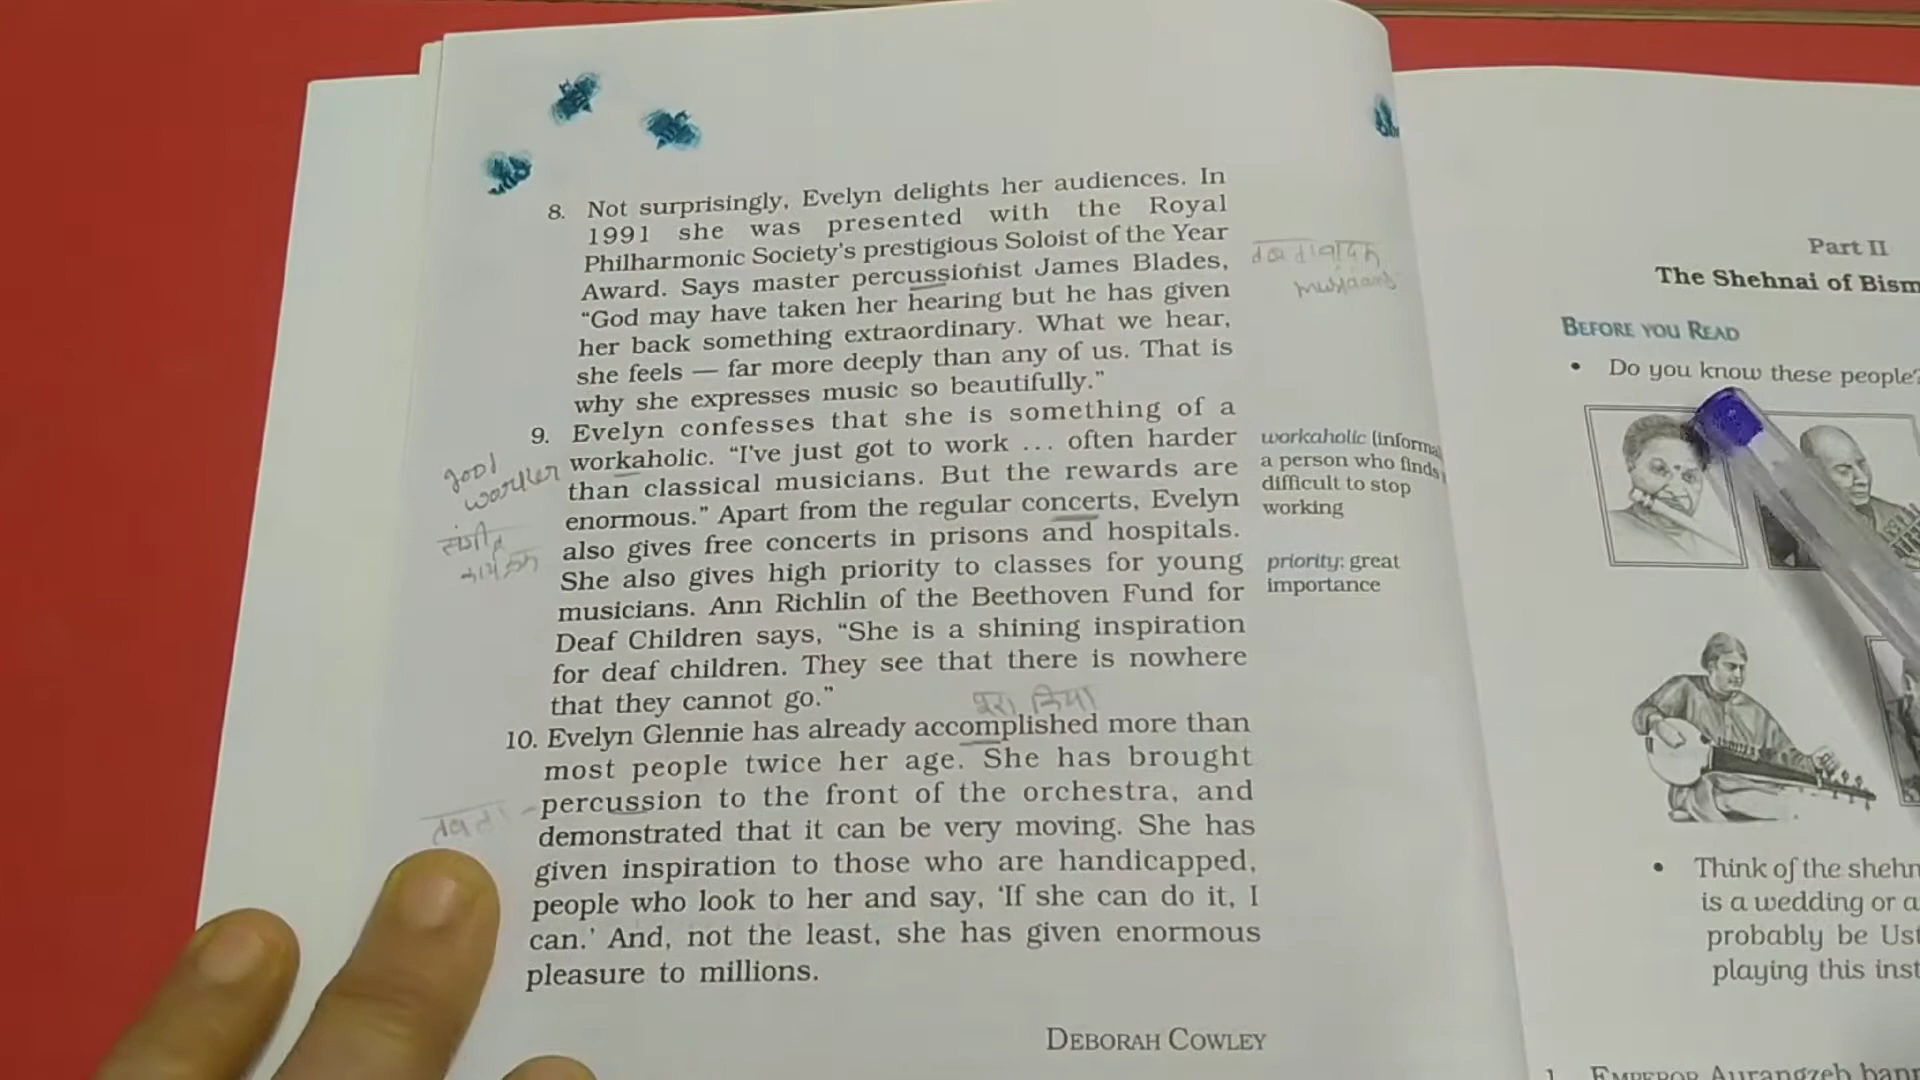 8. Not surprisingly, Evelyn delights her audiences. In
1991 she was presented with the Royal
Philharmonic Society's prestigious Soloist of the Year
Award. Says master percussionist James Blades,
“God may have taken her hearing but he has given
her back something extraordinary. What we hear,
she feels — far more deeply than any of us. That is
why she expresses music so beautifully.”
9. Evelyn confesses that she is something of a
workaholic. “I've just got to work ... often harder
than classical musicians. But the rewards are
enormous.” Apart from the regular concerts, Evelyn
also gives free concerts in prisons and hospitals.
She also gives high priority to classes for young
musicians. Ann Richlin of the Beethoven Fund for
Deaf Children says, “She is a shining inspiration
for deaf children. They see that there is nowhere
that they cannot go.”
पूरा किया
10. Evelyn Glennie has already accomplished more than
most people twice her age. She has brought
percussion to the front of the orchestra, and
demonstrated that it can be very moving. She has
given inspiration to those who are handicapped,
people who look to her and say, ‘If she can do it, I
can.’ And, not the least, she has given enormous
pleasure to millions.
DEBORAH COWLEY
good
worker
संगीत
तबला
workaholic (informa
a person who finds
difficult to stop
working
priority: great
importance
Part II
The Shehnai of Bism
BEFORE YOU READ
• Do you know these people?
• Think of the shehn
is a wedding or a
probably be Ust
playing this inst
1. EMPEROR Aurangzeb bann